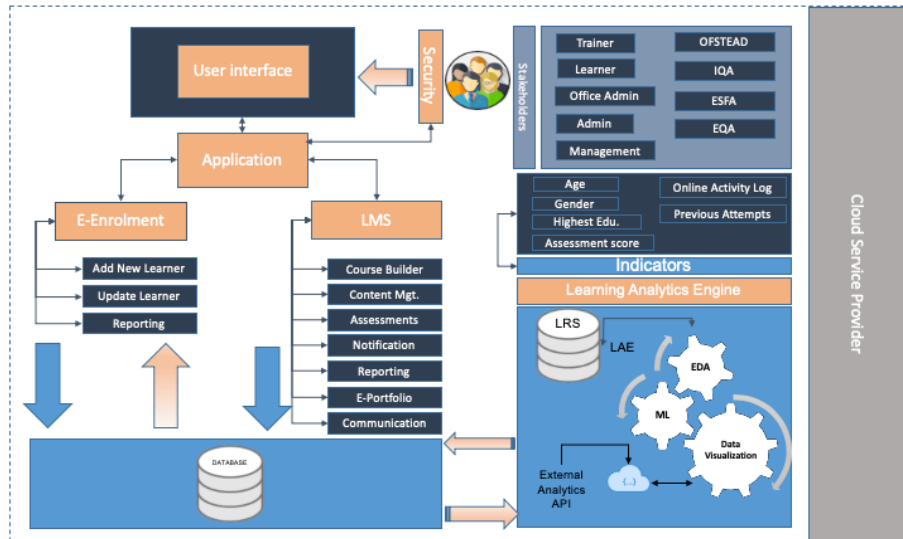 User interface
Security
Stakeholders
Trainer
Learner
Office Admin
Admin
Management
OFSTEAD
IQA
ESFA
EQA
Application
E-Enrolment
LMS
Add New Learner
Update Learner
Reporting
Course Builder
Content Mgt.
Assessments
Notification
Reporting
E-Portfolio
Communication
Age
Gender
Highest Edu.
Assessment score
Online Activity Log
Previous Attempts
Indicators
Learning Analytics Engine
LRS
LAE
EDA
ML
Data
Visualization
External
Analytics
API
{...}
DATABASE
Cloud Service Provider